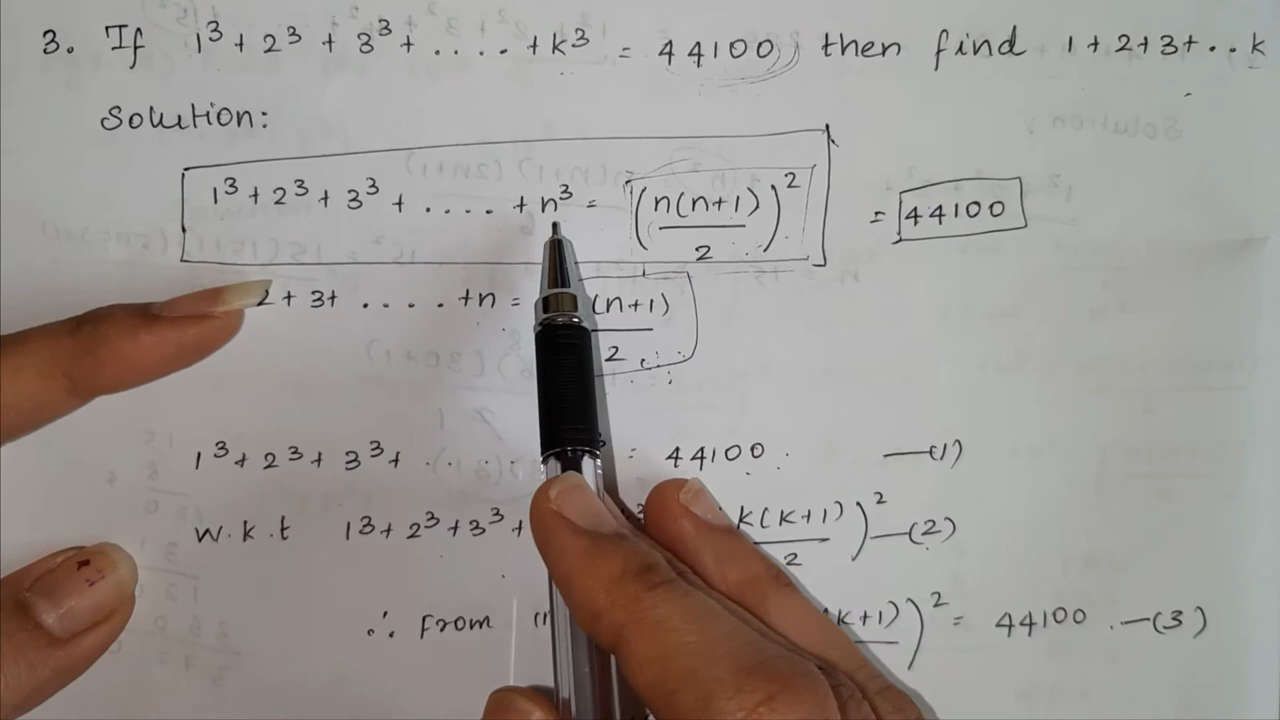 3. If 1³ + 2³ + 3³ + .... + k³ = 44100, then find 1+2+3+..k
Solution:
1³ + 2³ + 3³ + .... + n³ = (n(n+1)/2)² = 44100
2+ 3+ .... +n = (n+1)/2
1³ + 2³ + 3³ + .. = 44100. —(1)
w.k.t 1³+ 2³ +3³ + k(k+1)/2)² —(2)
∴ From (1 k+1))² = 44100 .—(3)